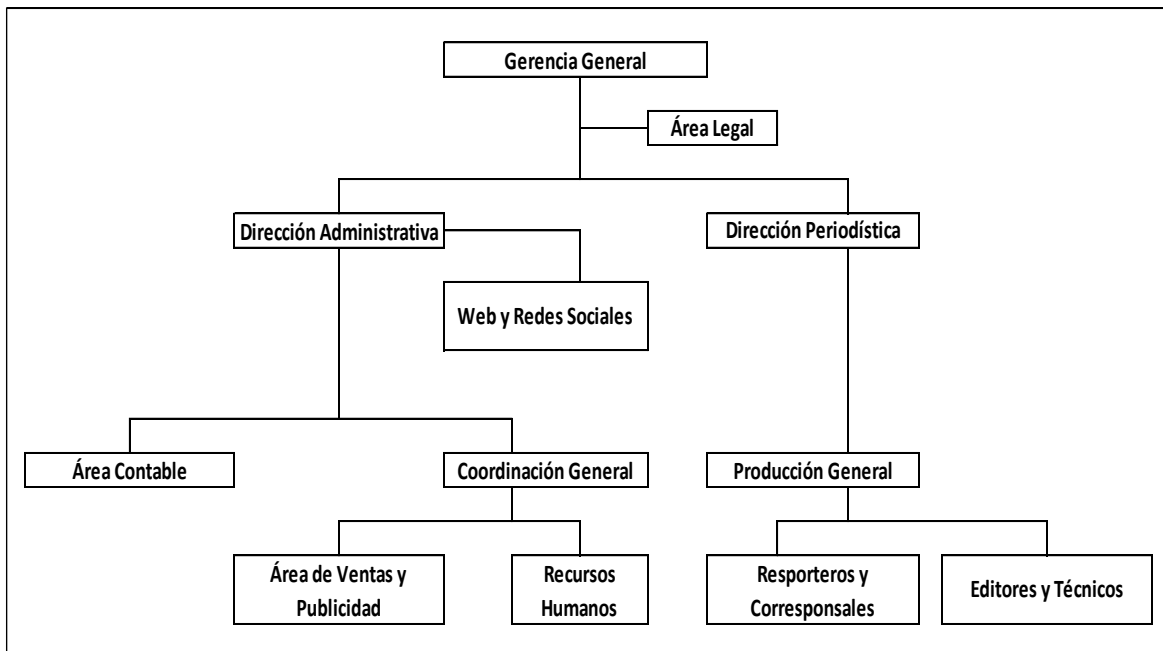 Gerencia General
Área Legal
Dirección Administrativa
Dirección Periodística
Web y Redes Sociales
Área Contable
Coordinación General
Producción General
Área de Ventas y
Publicidad
Recursos
Humanos
Resporteros y
Corresponsales
Editores y Técnicos